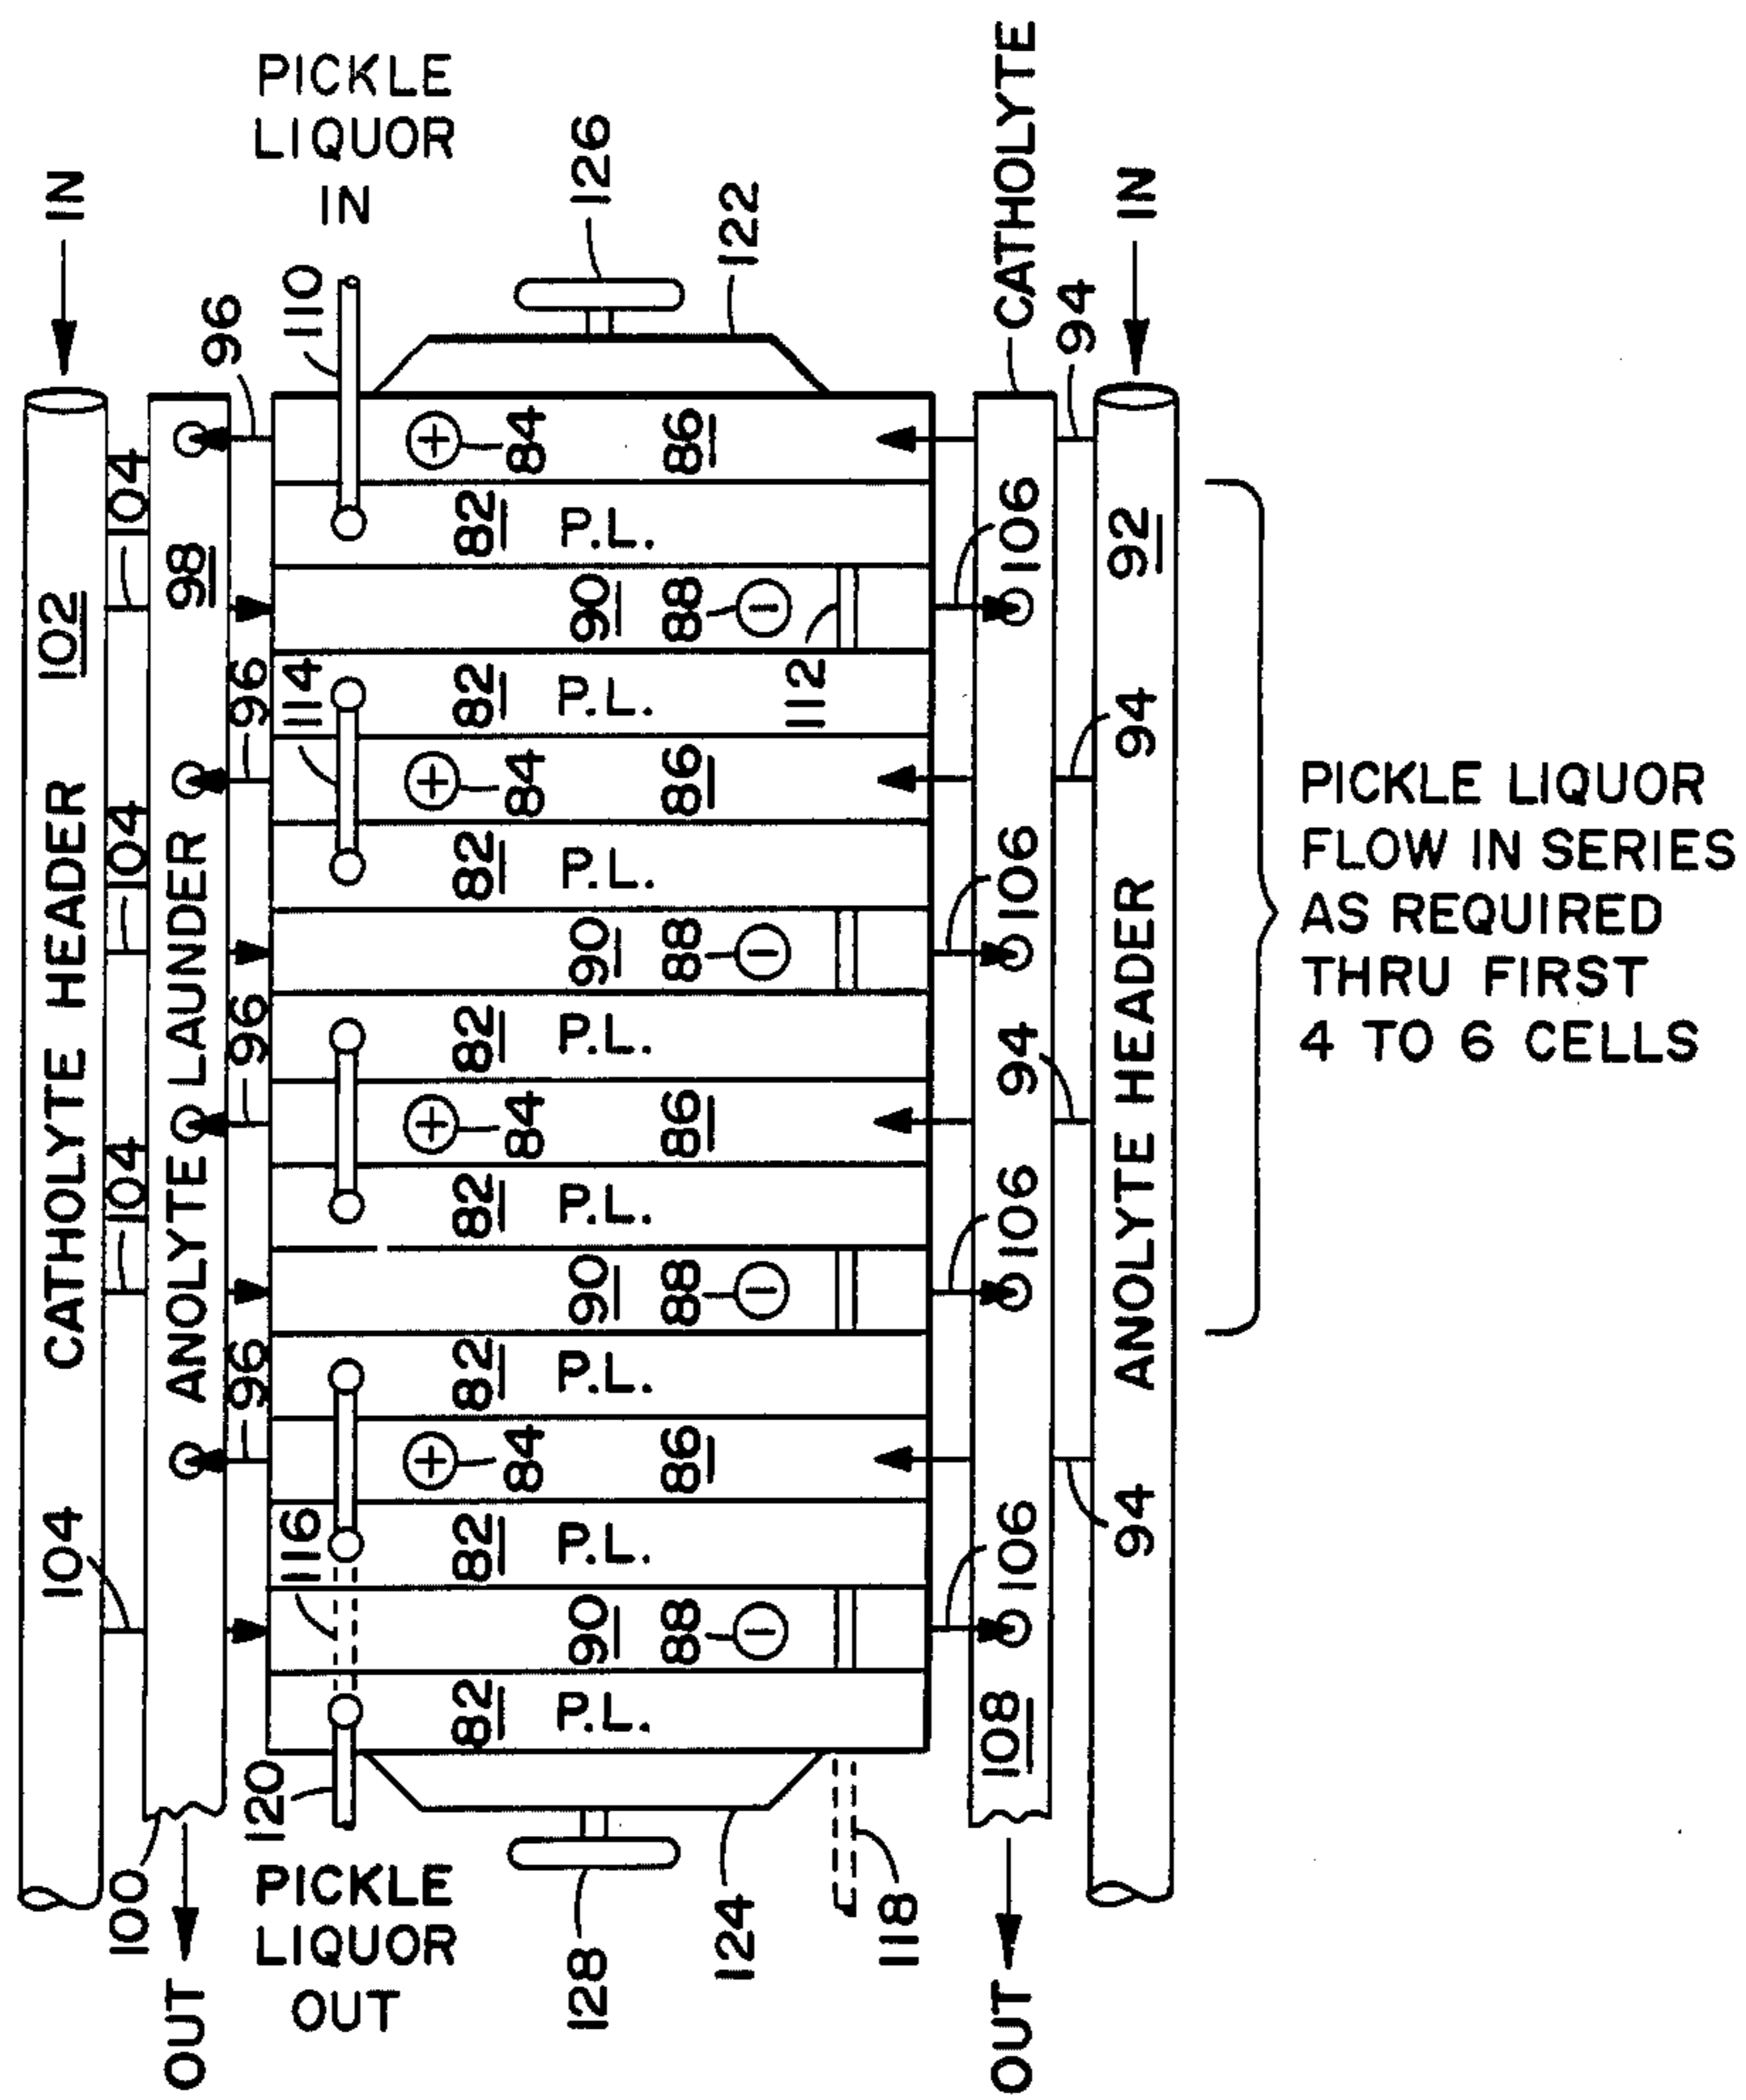 PICKLE
LIQUOR
IN
IN
126
122
CATHOLYTE
IN
96
110
94
104
98
84
86
82
P.L.
106
92
102
90
88
112
96
114
82
P.L.
94
84
86
104
82
P.L.
106
PICKLE LIQUOR
FLOW IN SERIES
AS REQUIRED
THRU FIRST
4 TO 6 CELLS
CATHOLYTE HEADER
ANOLYTE LAUNDER
ANOLYTE HEADER
90
88
96
82
P.L.
94
84
86
104
82
P.L.
106
90
88
96
82
P.L.
84
86
94
104
116
82
P.L.
106
90
88
82
P.L.
108
120
100
PICKLE
LIQUOR
OUT
128
124
118
OUT
OUT